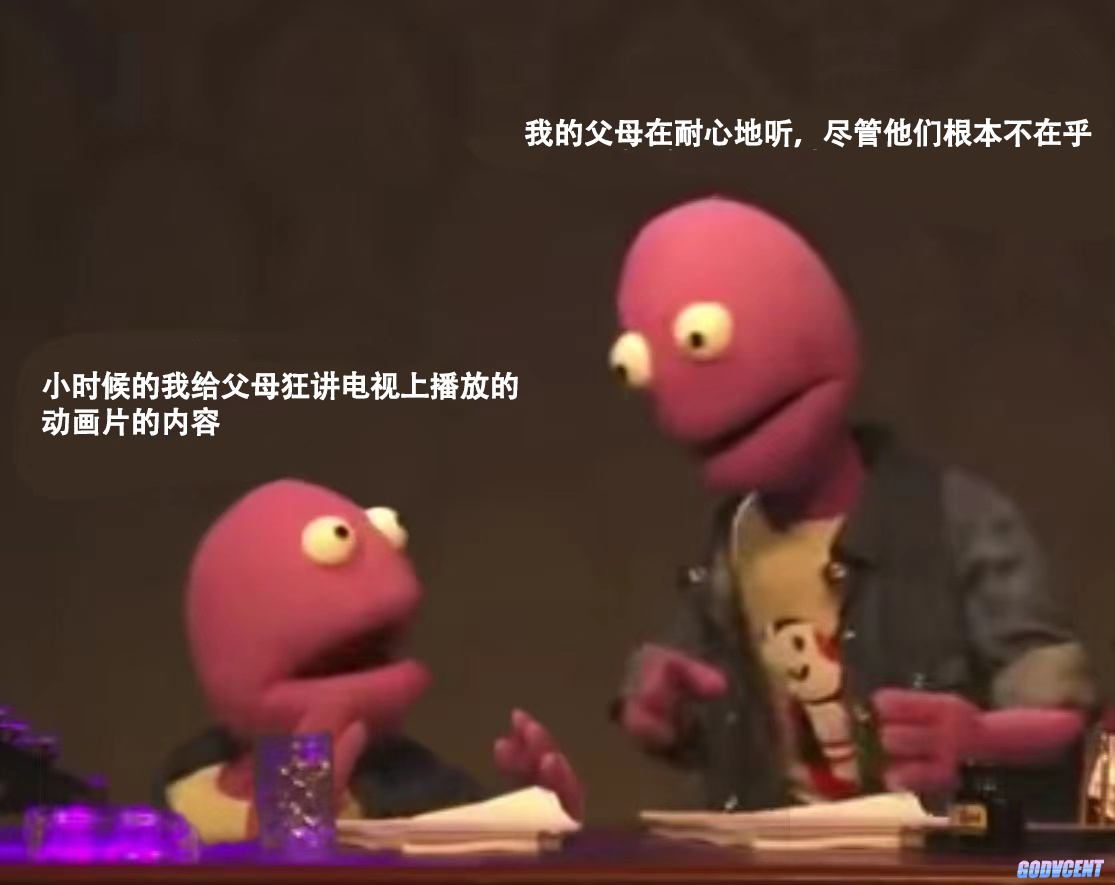 我的父母在耐心地听，尽管他们根本不在乎
小时候的我给父母狂讲电视上播放的
动画片的内容
GODVCENT